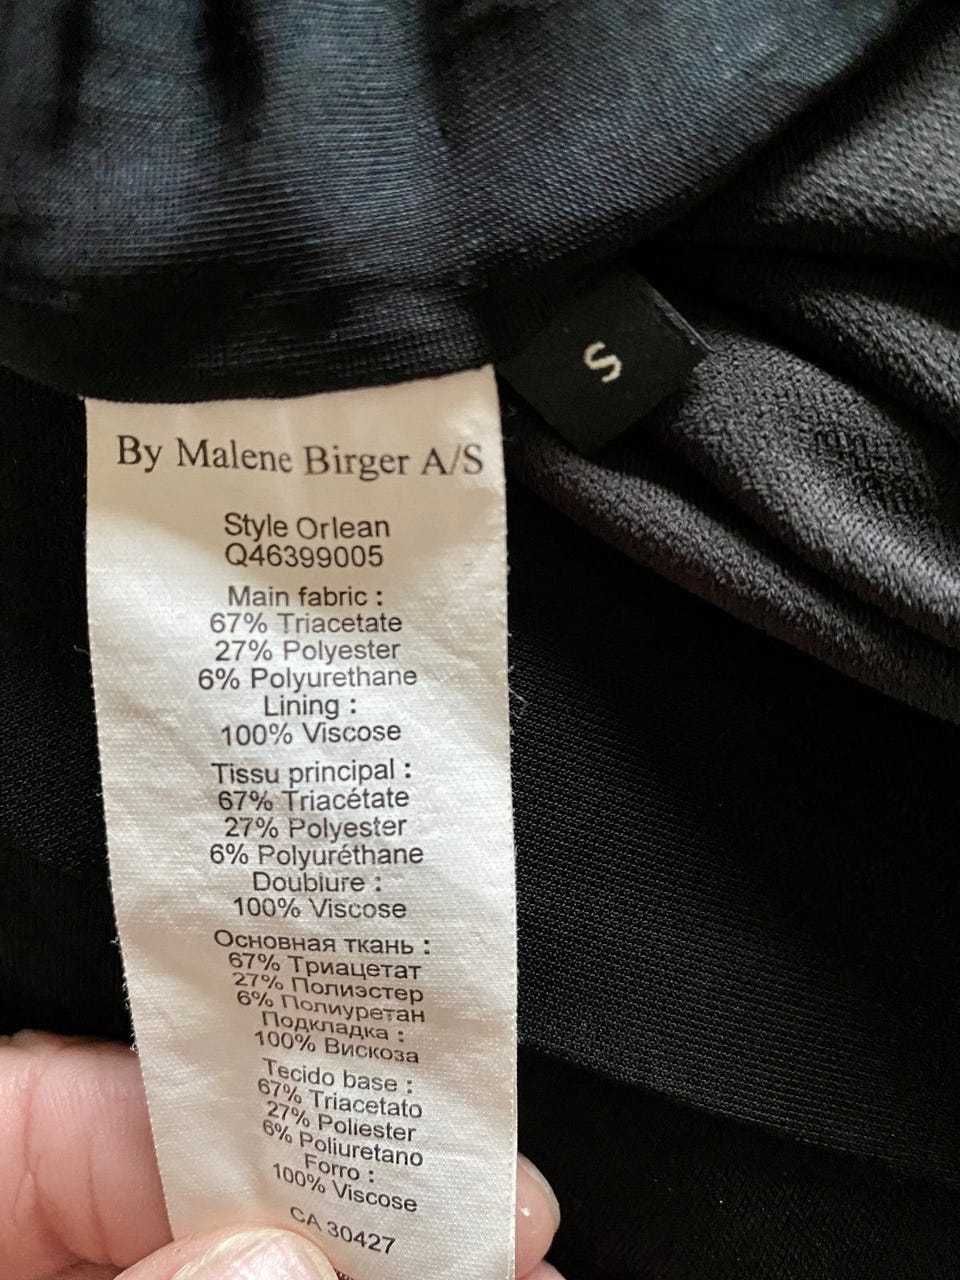 S
By Malene Birger A/S
Style Orlean
Q46399005
Main fabric :
67% Triacetate
27% Polyester
6% Polyurethane
Lining :
100% Viscose
Tissu principal :
67% Triacétate
27% Polyester
6% Polyuréthane
Doubiure :
100% Viscose
Основная ткань :
67% Триацетат
27% Полиэстер
6% Полиуретан
Подкладка :
100% Вискоза
Tecido base :
67% Triacetato
27% Poliester
6% Poliuretano
Forro :
100% Viscose
CA 30427